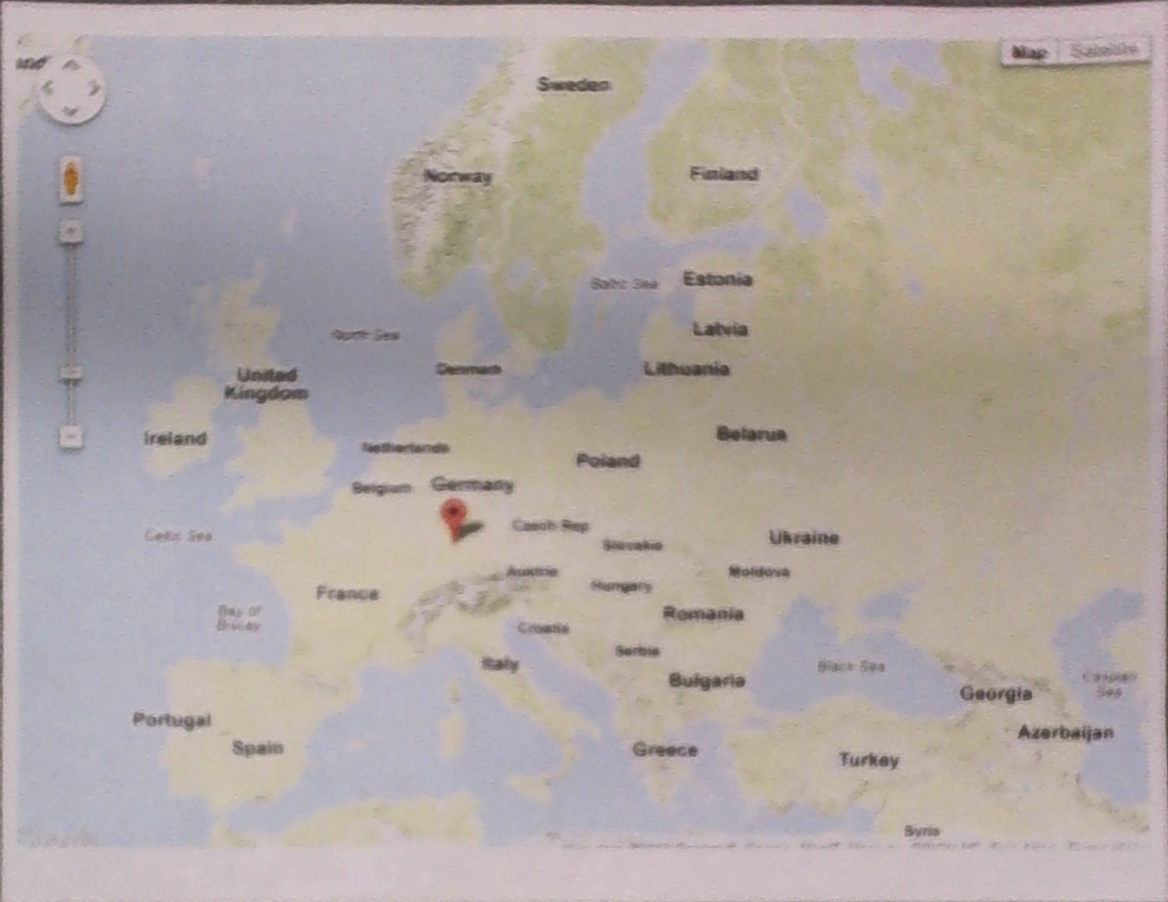 Map Satellite
Sweden
Norway
Finland
Baltic Sea
Estonia
North Sea
Latvia
Denmark
Lithuania
United
Kingdom
Ireland
Netherlands
Belarus
Poland
Belgium
Germany
Celtic Sea
Czech Rep
Ukraine
Slovakia
Austria
Moldova
France
Hungary
Bay of
Biscay
Romania
Croatia
Serbia
Italy
Black Sea
Bulgaria
Caspian
Sea
Georgia
Portugal
Azerbaijan
Spain
Greece
Turkey
Syria